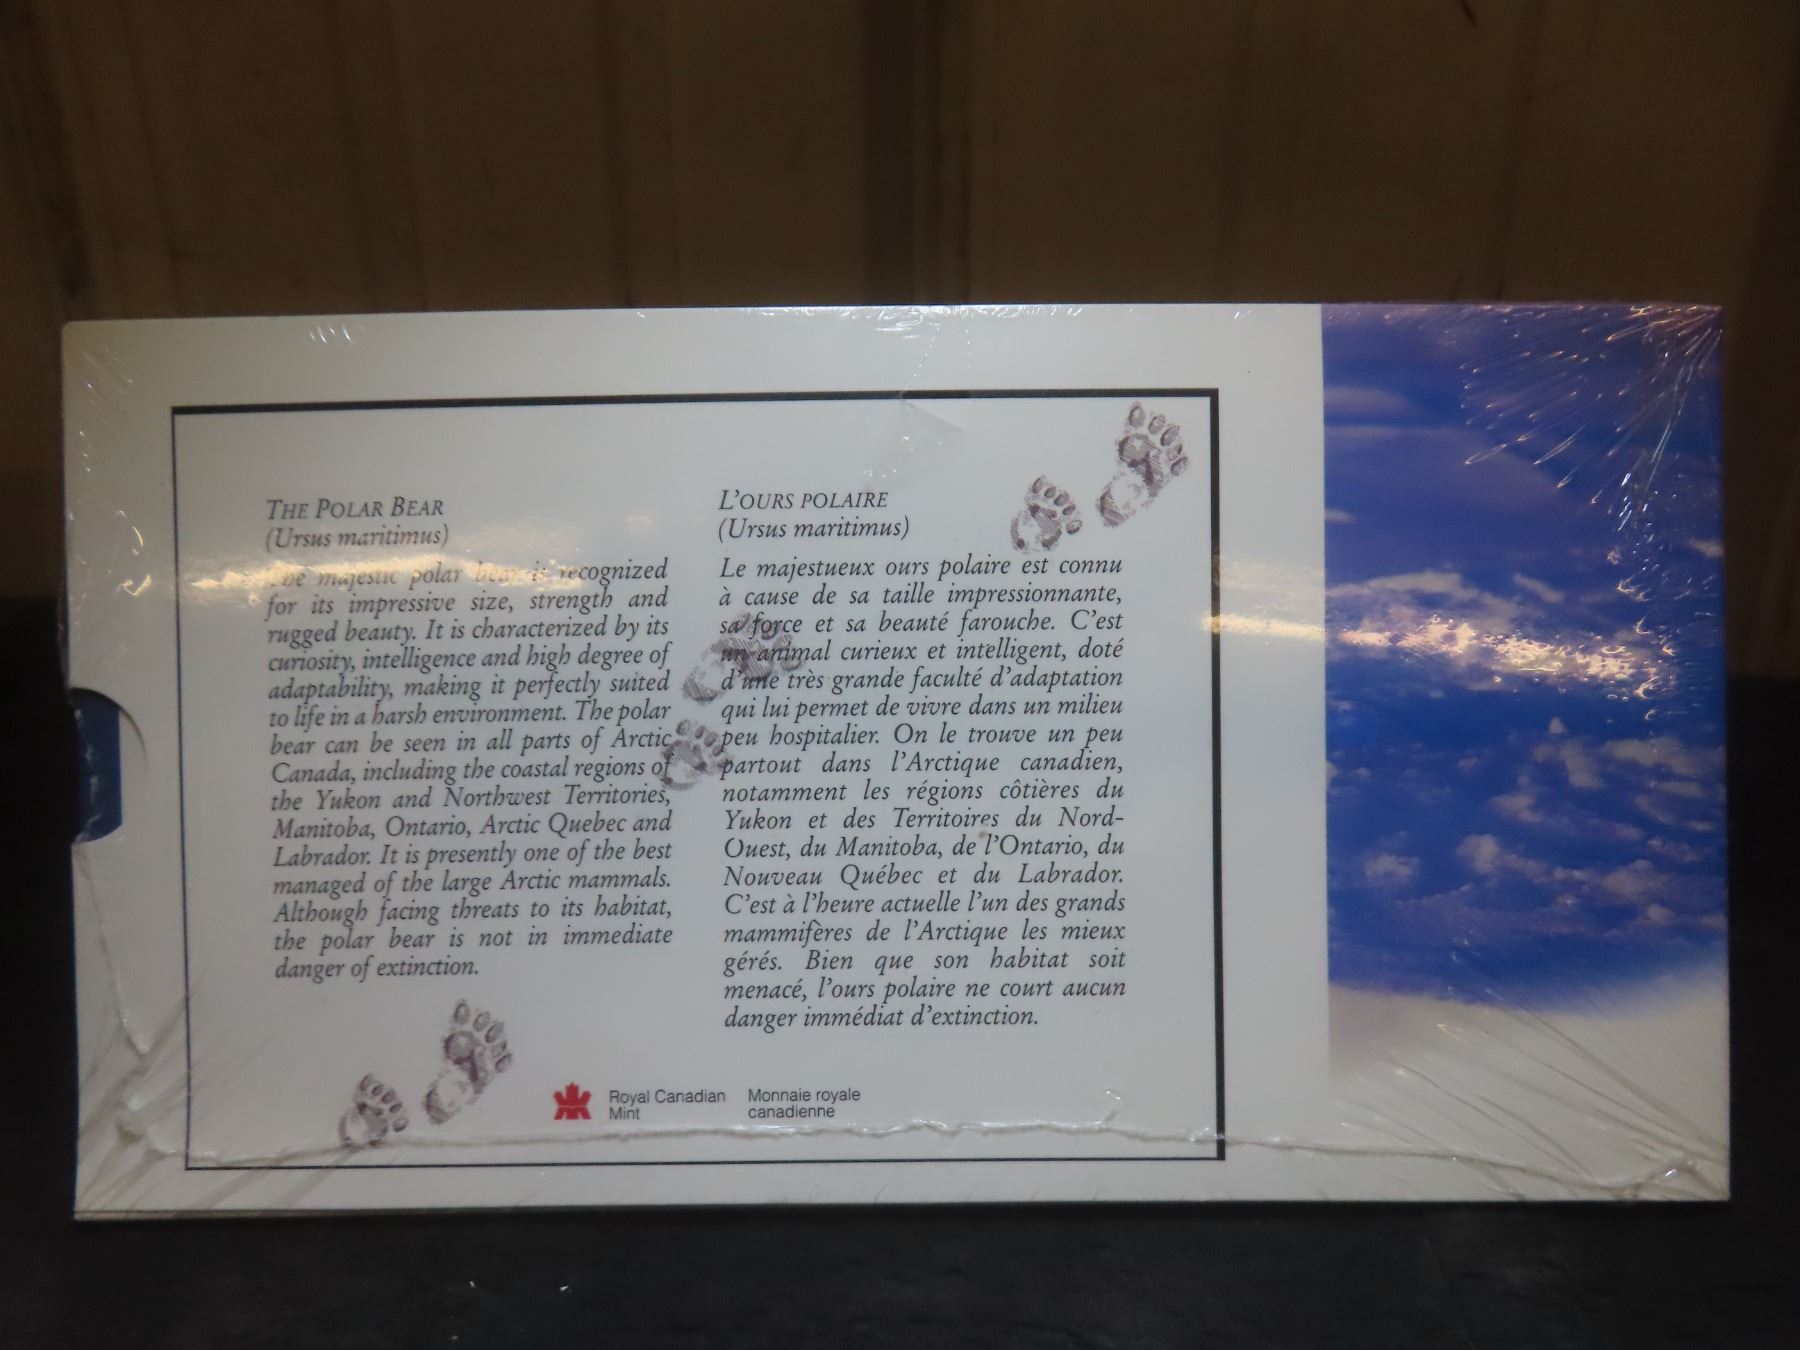 THE POLAR BEAR
(Ursus maritimus)
The majestic polar bear is recognized
for its impressive size, strength and
rugged beauty. It is characterized by its
curiosity, intelligence and high degree of
adaptability, making it perfectly suited
to life in a harsh environment. The polar
bear can be seen in all parts of Arctic
Canada, including the coastal regions of
the Yukon and Northwest Territories,
Manitoba, Ontario, Arctic Quebec and
Labrador. It is presently one of the best
managed of the large Arctic mammals.
Although facing threats to its habitat,
the polar bear is not in immediate
danger of extinction.
L'OURS POLAIRE
(Ursus maritimus)
Le majestueux ours polaire est connu
à cause de sa taille impressionnante,
sa force et sa beauté farouche. C'est
un animal curieux et intelligent, doté
d'une très grande faculté d'adaptation
qui lui permet de vivre dans un milieu
peu hospitalier. On le trouve un peu
partout dans l'Arctique canadien,
notamment les régions côtières du
Yukon et des Territoires du Nord-
Ouest, du Manitoba, de l'Ontario, du
Nouveau Québec et du Labrador.
C'est à l'heure actuelle l'un des grands
mammifères de l'Arctique les mieux
gérés. Bien que son habitat soit
menacé, l'ours polaire ne court aucun
danger immédiat d'extinction.
Royal Canadian
Mint
Monnaie royale
canadienne